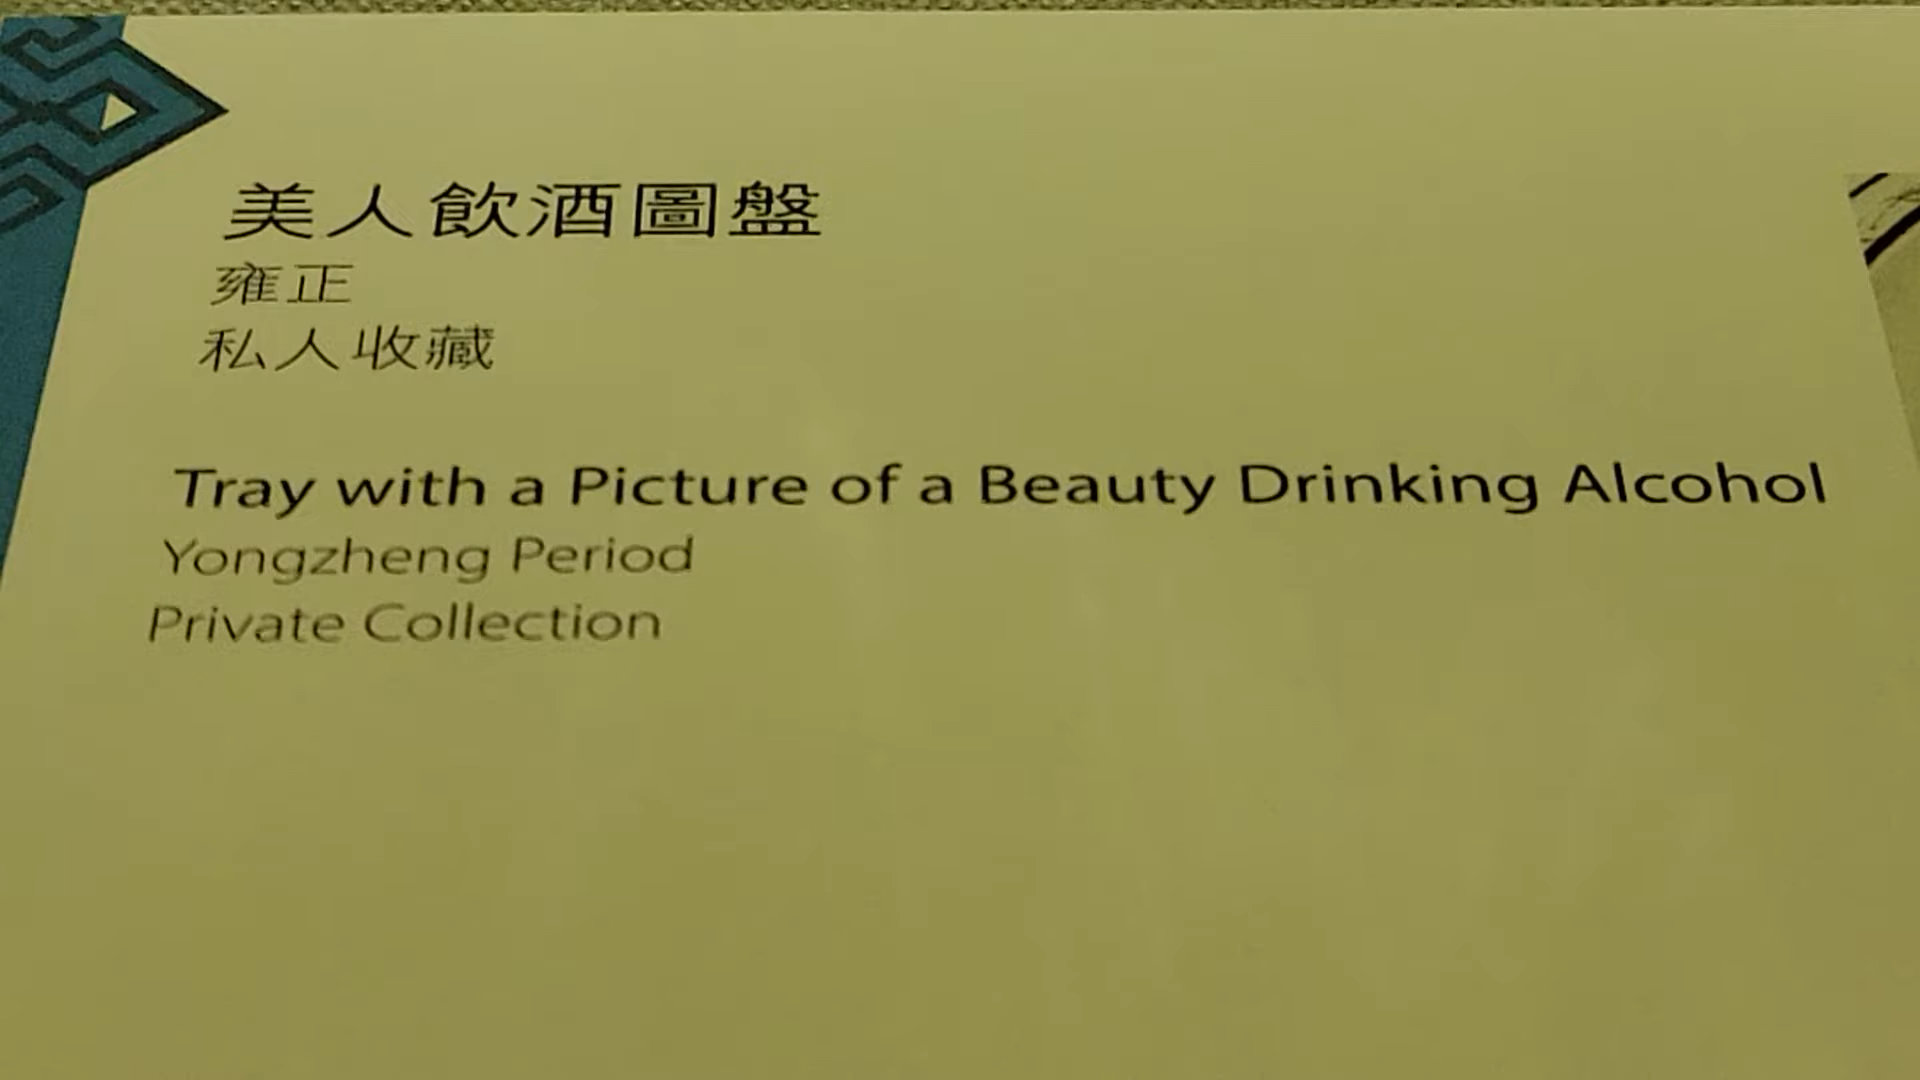 美人飲酒圖盤
雍正
私人收藏
Tray with a Picture of a Beauty Drinking Alcohol
Yongzheng Period
Private Collection